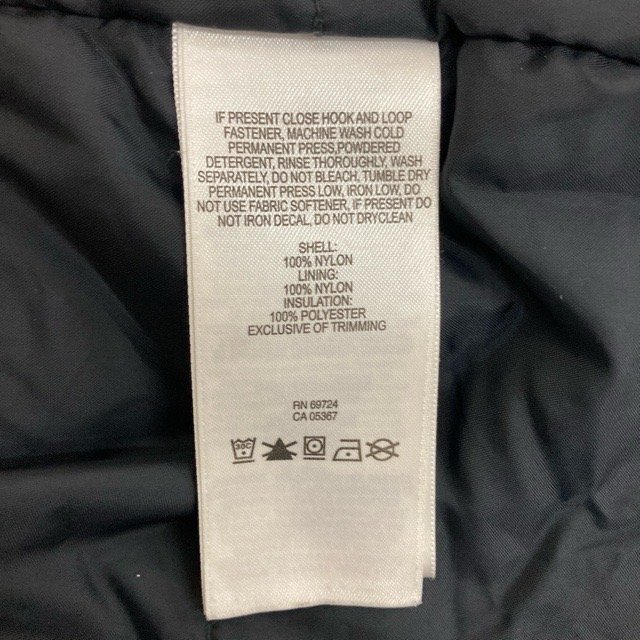 IF PRESENT CLOSE HOOK AND LOOP
FASTENER, MACHINE WASH COLD
PERMANENT PRESS,POWDERED
DETERGENT, RINSE THOROUGHLY, WASH
SEPARATELY, DO NOT BLEACH, TUMBLE DRY
PERMANENT PRESS LOW, IRON LOW, DO
NOT USE FABRIC SOFTENER, IF PRESENT DO
NOT IRON DECAL, DO NOT DRYCLEAN
SHELL:
100% NYLON
LINING:
100% NYLON
INSULATION:
100% POLYESTER
EXCLUSIVE OF TRIMMING
RN 69724
CA 05367
30C